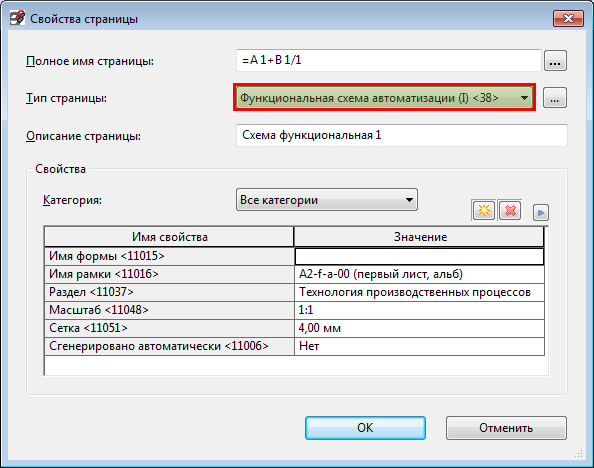 Свойства страницы
Полное имя страницы: =A1+B1/1 ...
Тип страницы: Функциональная схема автоматизации (I) <38> ...
Описание страницы: Схема функциональная 1
Свойства
Категория: Все категории
Имя свойства Значение
Имя формы <11015>
Имя рамки <11016> A2-f-a-00 (первый лист, альб)
Раздел <11037> Технология производственных процессов
Масштаб <11048> 1:1
Сетка <11051> 4,00 мм
Сгенерировано автоматически <11006> Нет
OK Отменить